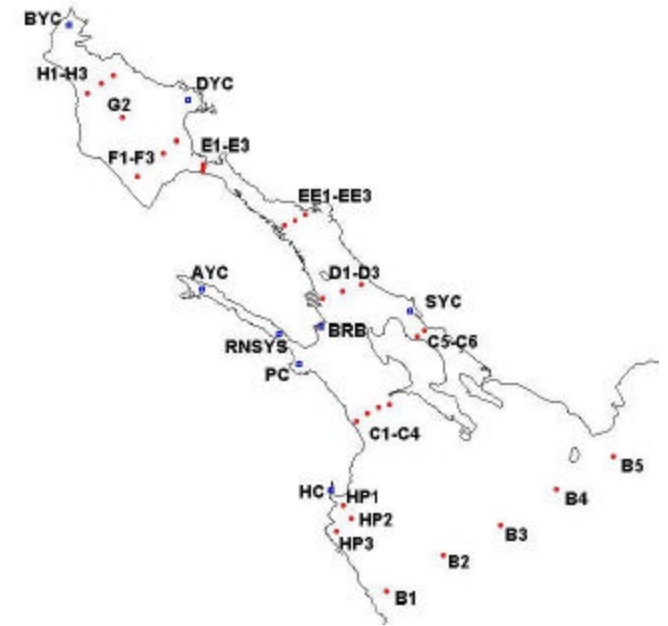 BYC
H1-H3
DYC
G2
E1-E3
F1-F3
EE1-EE3
AYC
D1-D3
SYC
BRB
RNSYS
C5-C6
PC
C1-C4
B5
HC
B4
HP1
HP2
B3
HP3
B2
B1